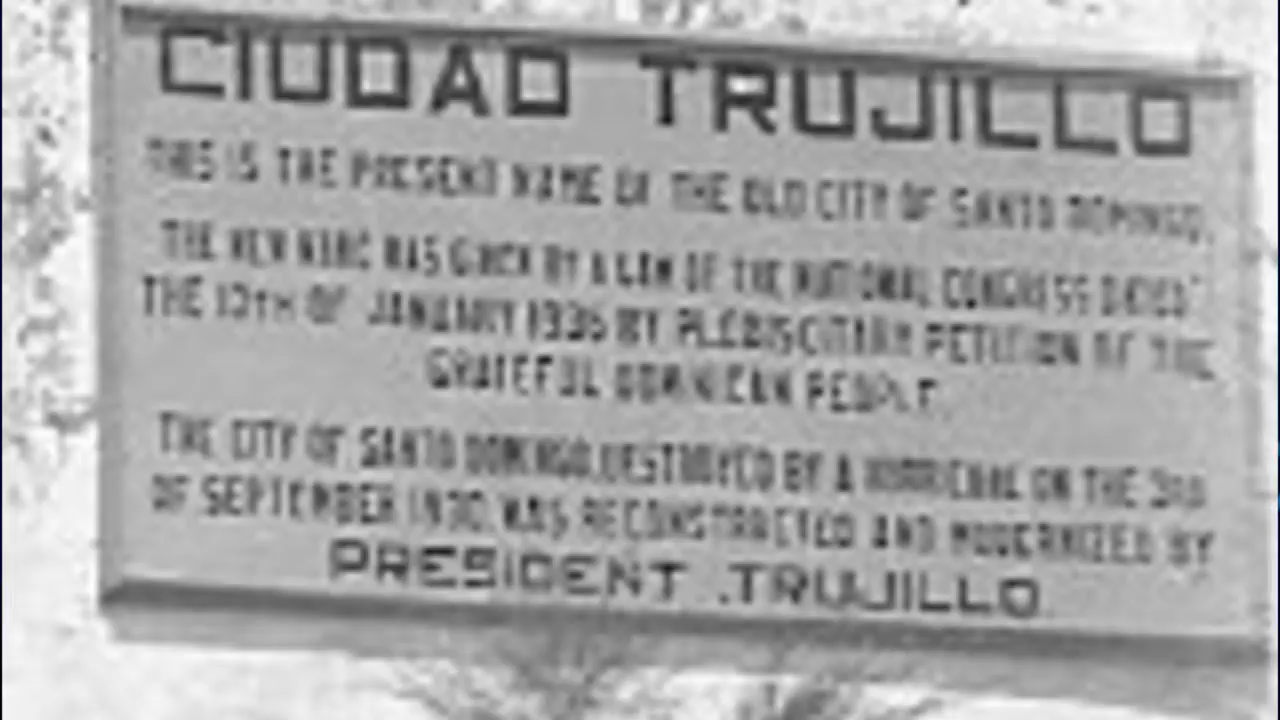 CIUDAD TRUJILLO
THIS IS THE PRESENT NAME OF THE OLD CITY OF SANTO DOMINGO.
THE NEW NAME WAS GIVEN BY A LAW OF THE NATIONAL CONGRESS DATED
THE OF JANUARY 1936 BY PLEBISCITARY PETITION OF THE
GRATEFUL DOMINICAN PEOPLE.
THE CITY OF SANTO DOMINGO, DESTROYED BY A ON THE 3RD
OF SEPTEMBER 1930, WAS RECONSTRUCTED AND MODERNIZED BY
PRESIDENT TRUJILLO